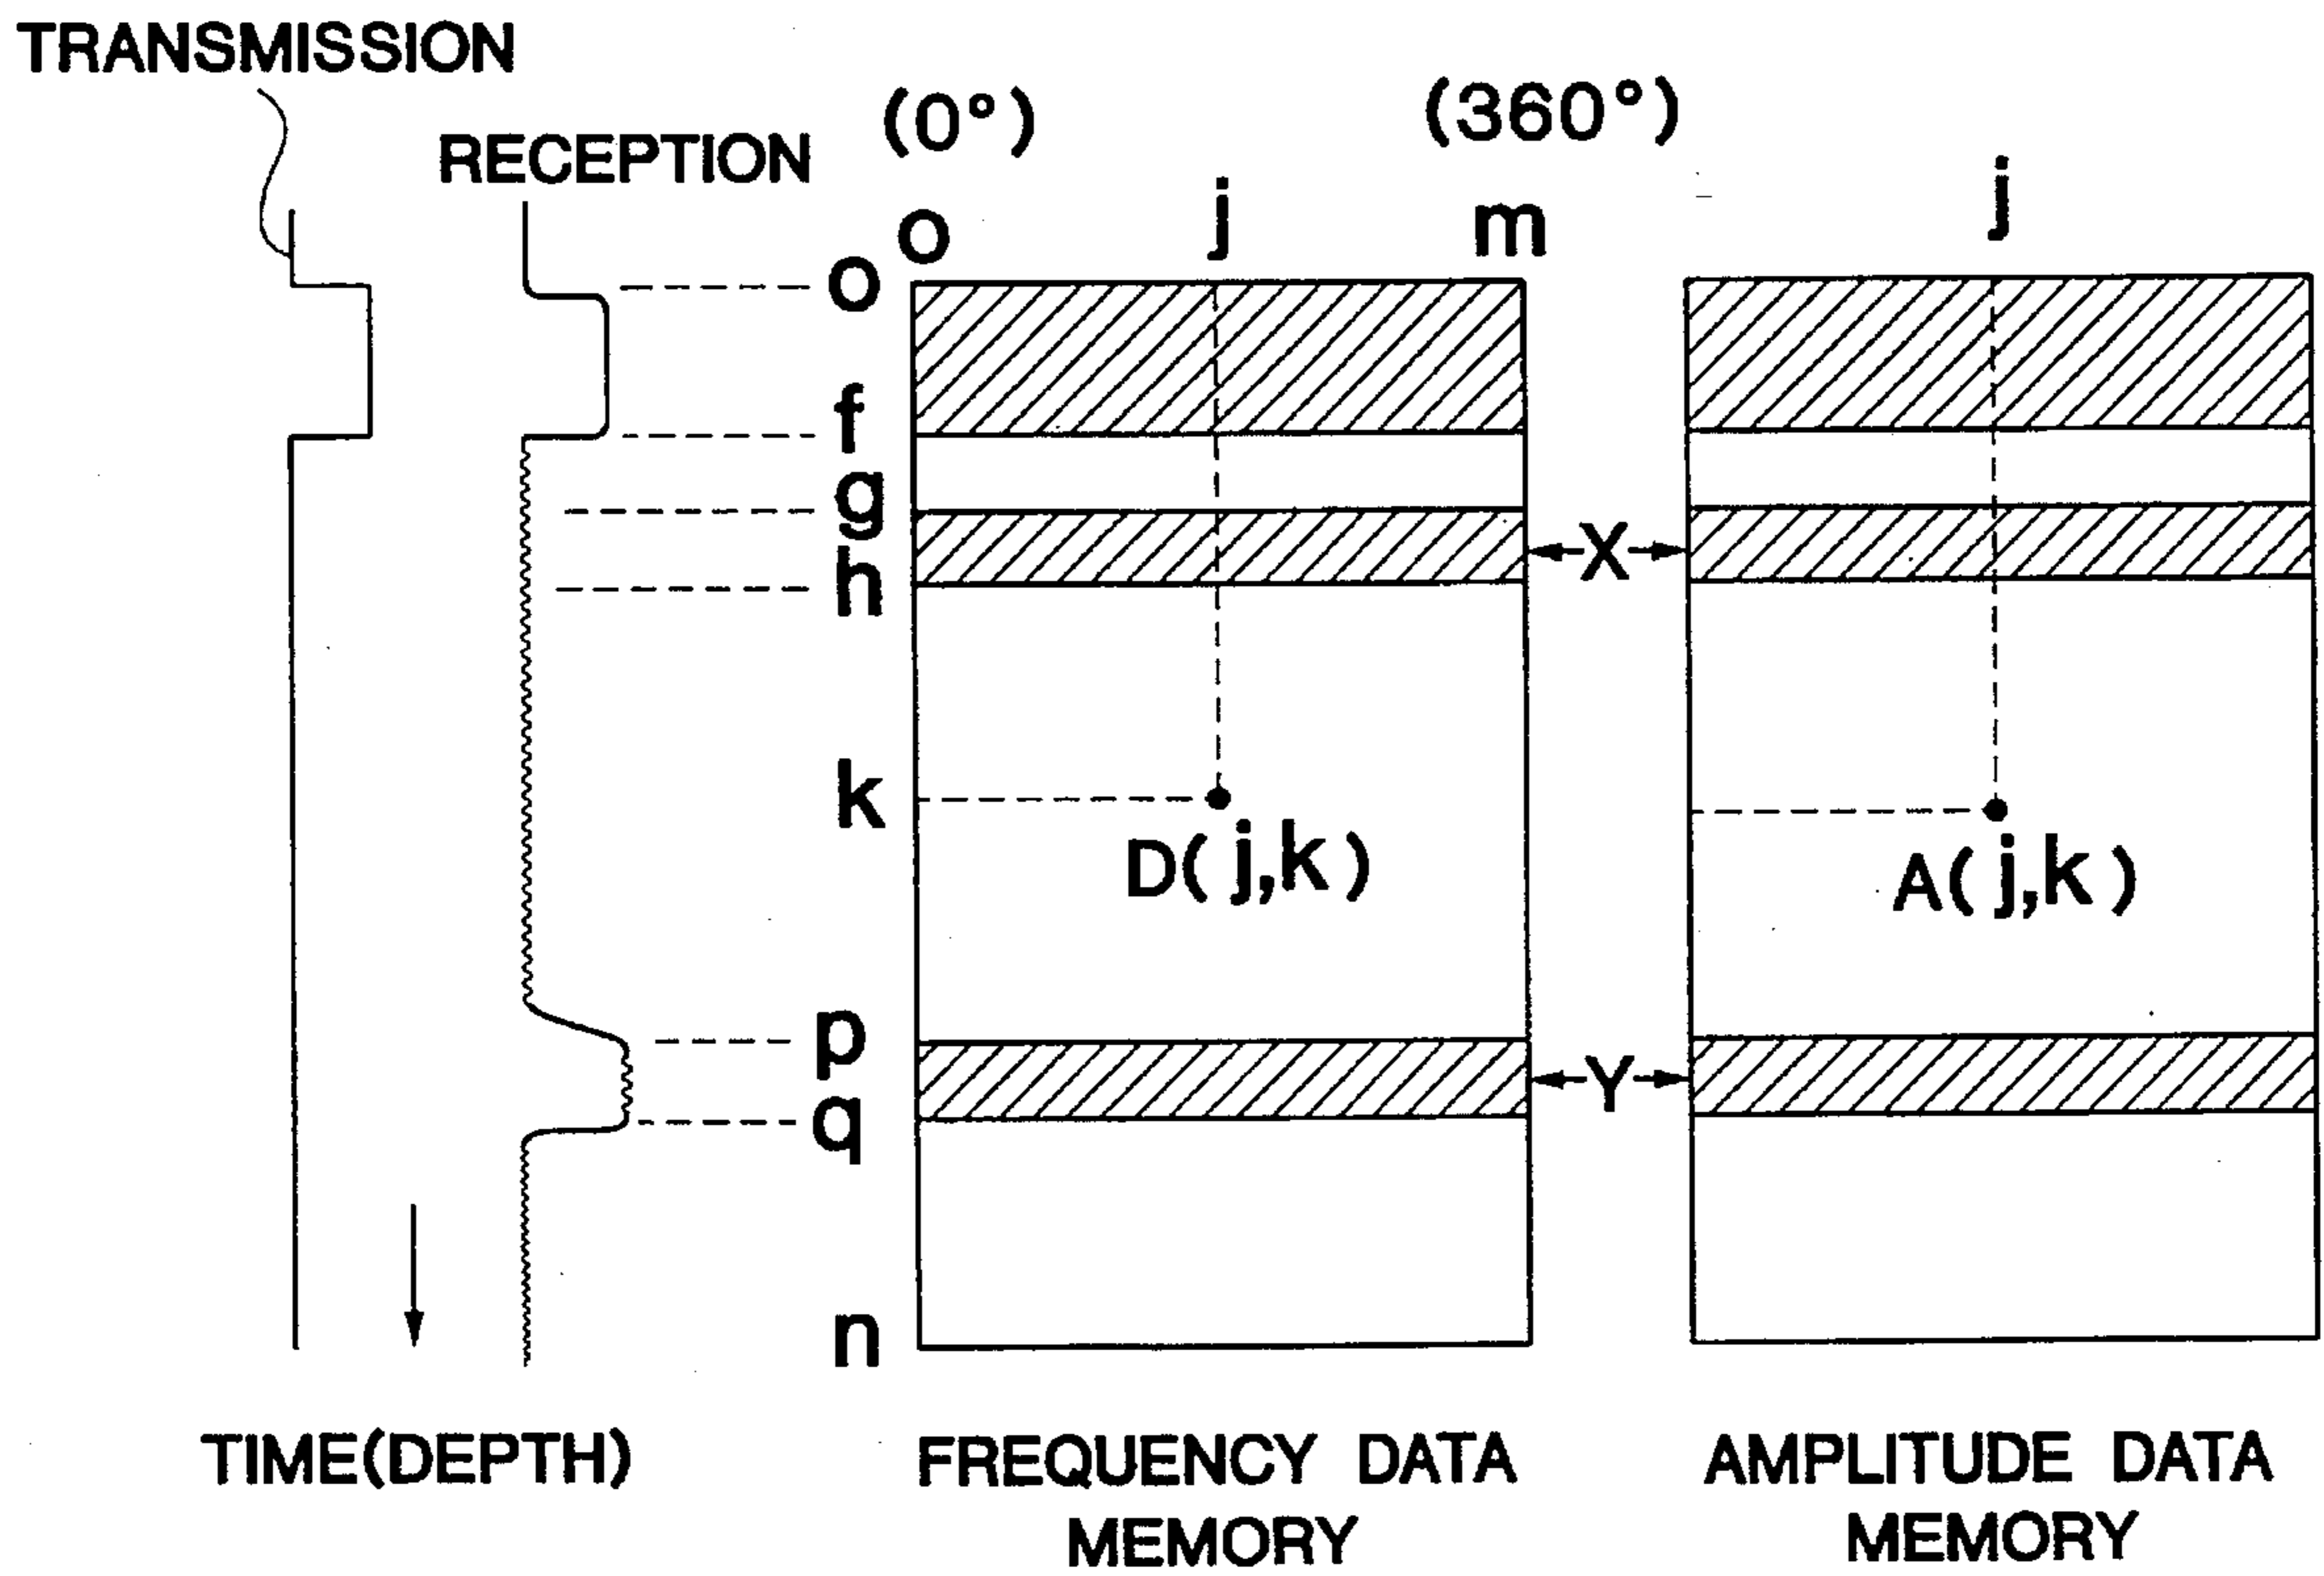 TRANSMISSION
RECEPTION
(0°)
(360°)
o
j
m
j
o
f
g
h
X
k
D(j,k)
A(j,k)
p
Y
q
n
TIME(DEPTH)
FREQUENCY DATA
MEMORY
AMPLITUDE DATA
MEMORY